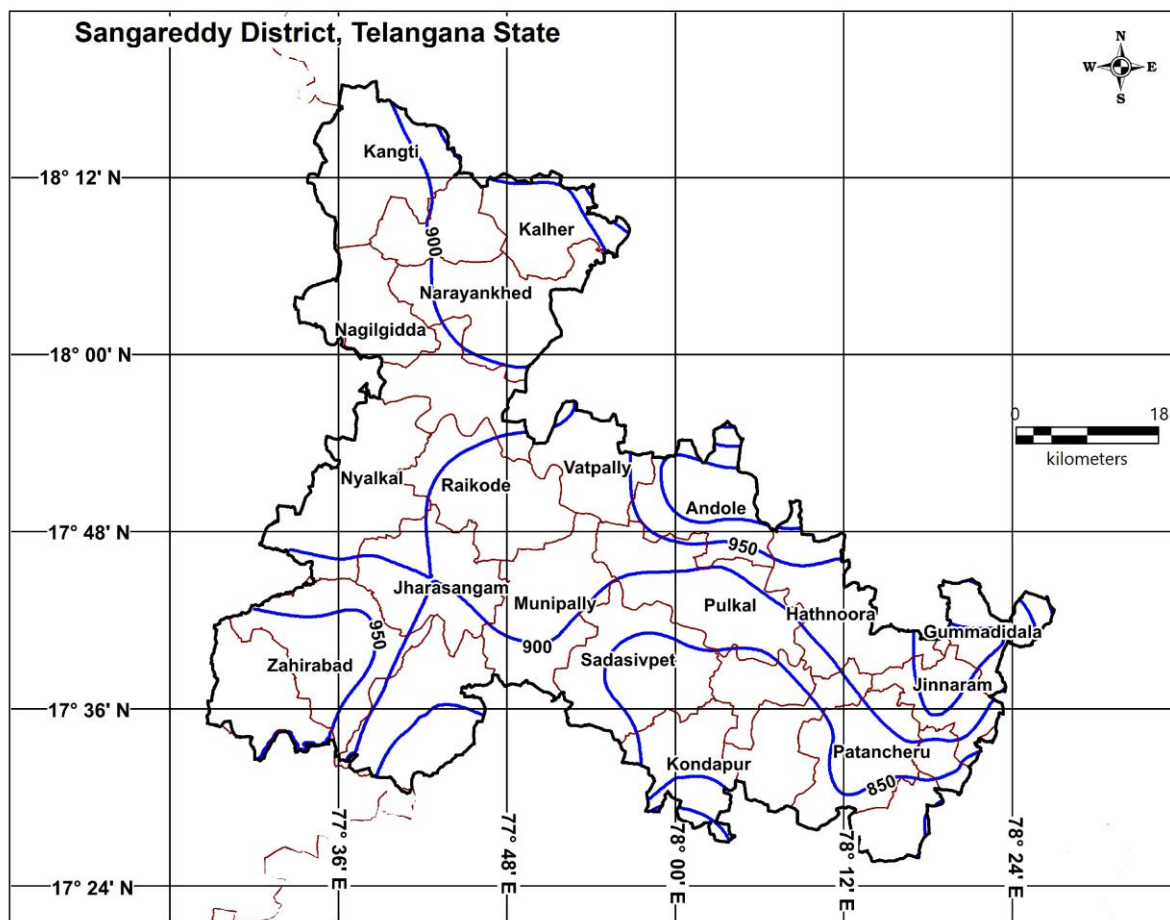 Sangareddy District, Telangana State
N
W E
S
Kangti
18° 12' N
Kalher
900
Narayankhed
Nagilgidda
18° 00' N
0 18
kilometers
Vatpally
Nyalkal
Raikode
Andole
17° 48' N
950
Jharasangam
Munipally
Pulkal
Hathnoora
950
Gummadidala
900
Zahirabad
Sadasivpet
Jinnaram
17° 36' N
Patancheru
Kondapur
850
77° 36' E
77° 48' E
78° 00' E
78° 12' E
78° 24' E
17° 24' N